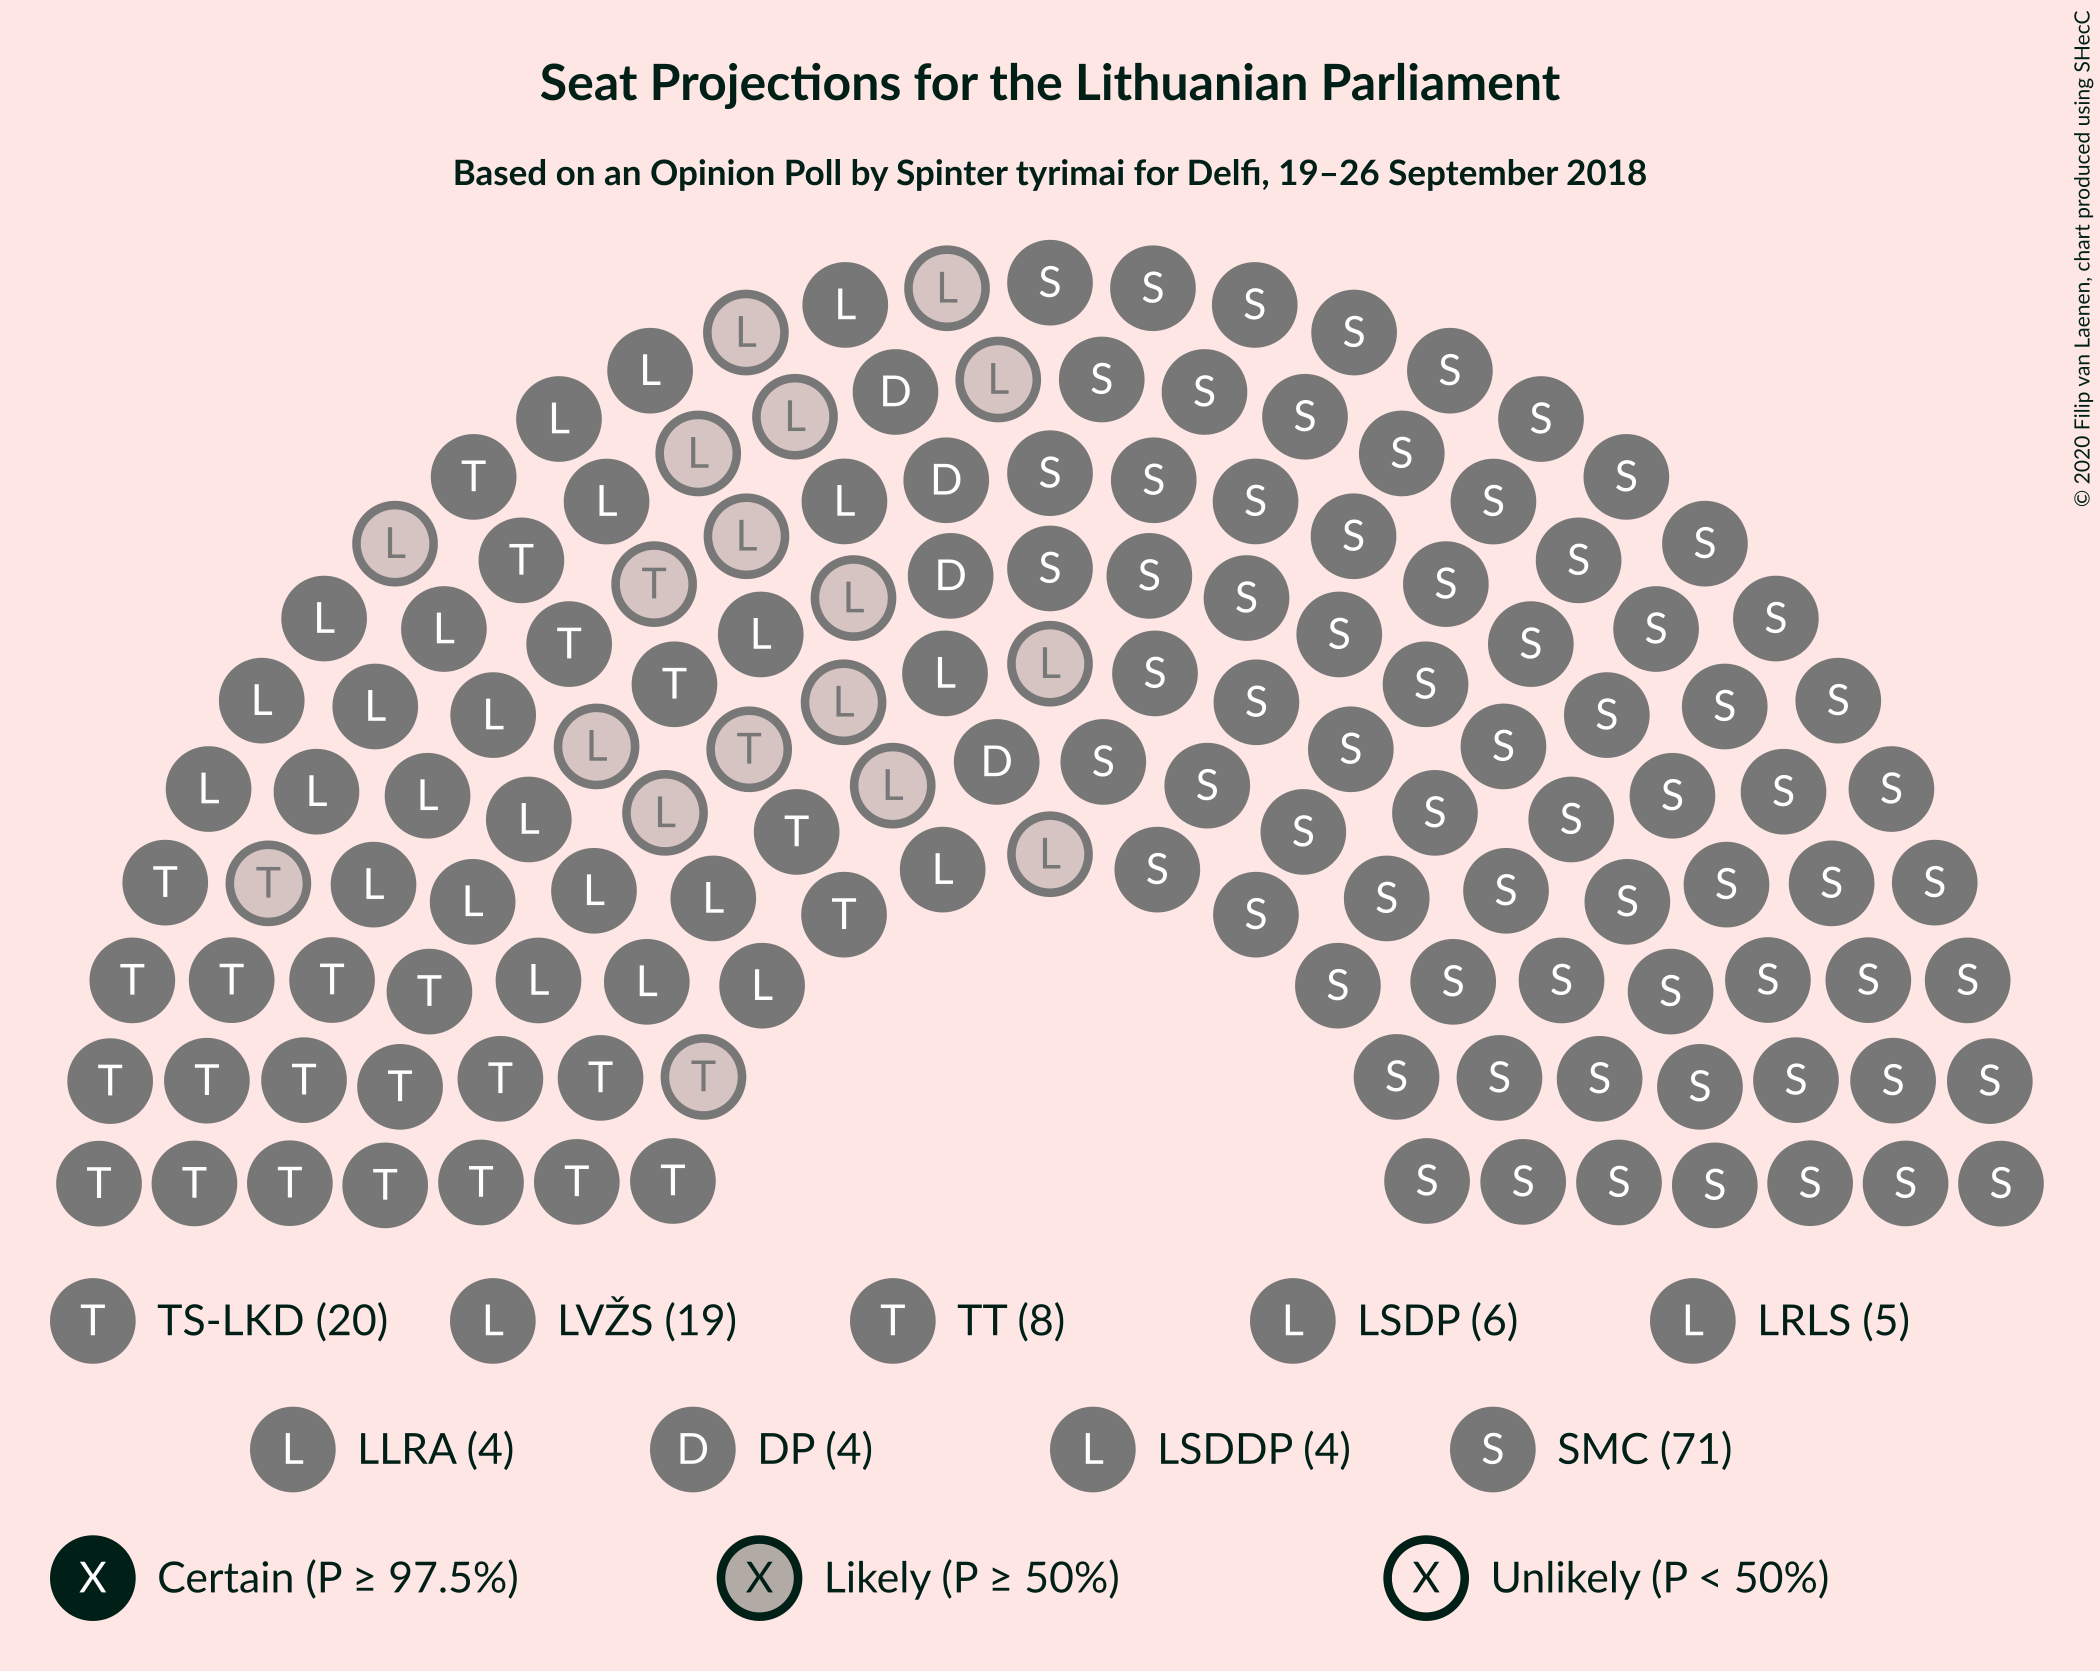 Seat Projections for the Lithuanian Parliament
Based on an Opinion Poll by Spinter tyrimai for Delfi, 19–26 September 2018
© 2020 Filip van Laenen, chart produced using SHecC
L L S S S S
L L D L S S S S S
L L L L D S S S S S S
T L T L L D S S S S S S S
L T T T L L L S S S S S S S
L L L L T L D S S S S S S S
L L L L L T L L S S S S S S S
T T L L L L T S S S S S S S
T T T T L L L S S S S S S S
T T T T T T T S S S S S S S
T T T T T T T S S S S S S S
T TS-LKD (20) L LVŽS (19) T TT (8) L LSDP (6) L LRLS (5)
L LLRA (4) D DP (4) L LSDDP (4) S SMC (71)
X Certain (P ≥ 97.5%) X Likely (P ≥ 50%) X Unlikely (P < 50%)